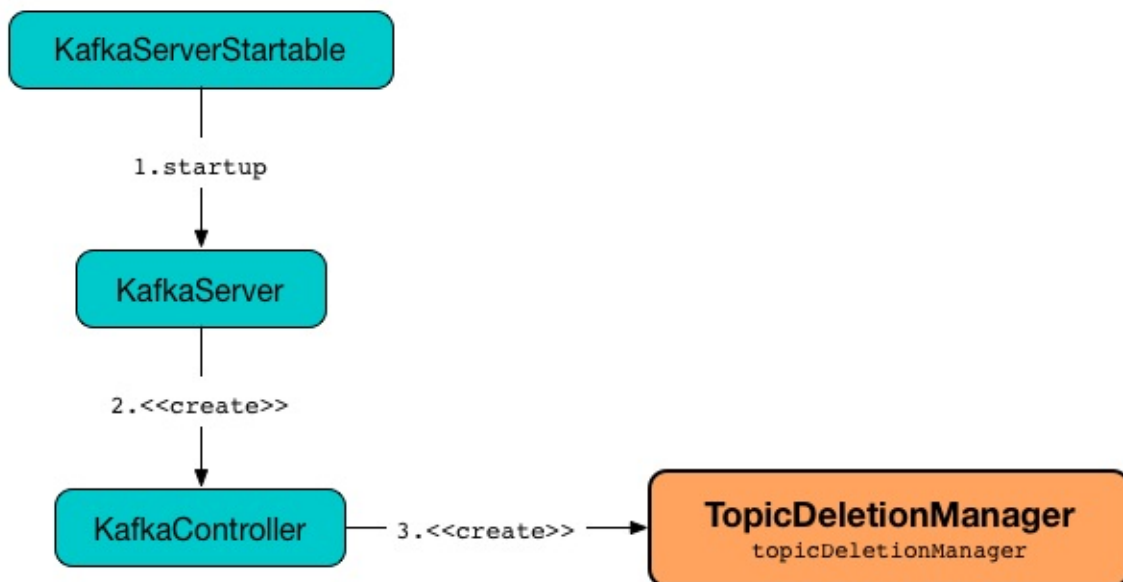 KafkaServerStartable
1.startup
KafkaServer
2.<<create>>
KafkaController
3.<<create>>
TopicDeletionManager
topicDeletionManager